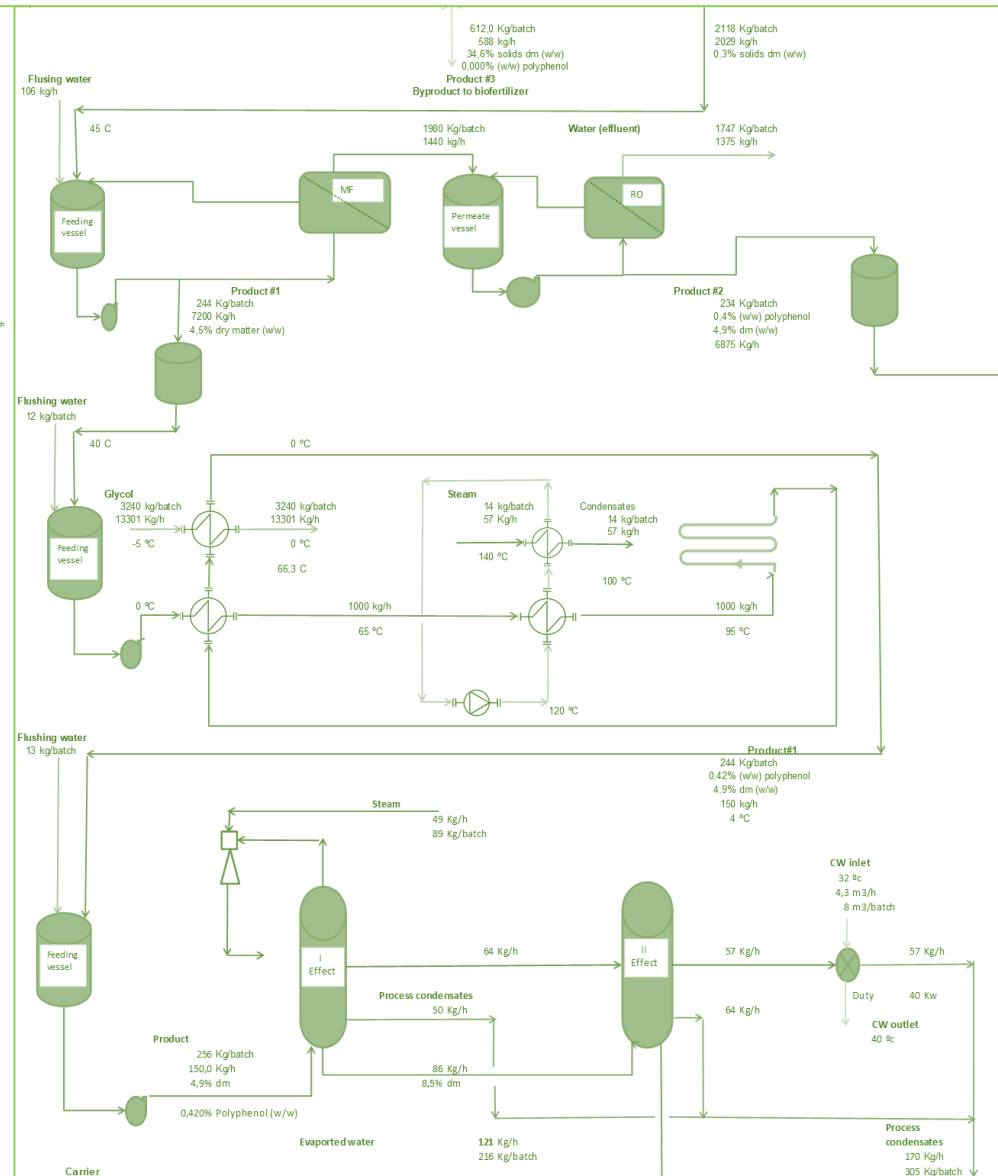 612,0 Kg/batch
588 kg/h
34,6% solids dm (w/w)
0,000% (w/w) polyphenol
Product #3
Byproduct to biofertilizer
2118 Kg/batch
2029 kg/h
0,3% solids dm (w/w)
Flusing water
106 kg/h
45 C
1980 Kg/batch
1440 kg/h
Water (effluent)
1747 Kg/batch
1375 kg/h
MF
RO
Feeding
vessel
Permeate
vessel
Product #1
244 Kg/batch
7200 Kg/h
4,5% dry matter (w/w)
Product #2
234 Kg/batch
0,4% (w/w) polyphenol
4,9% dm (w/w)
6875 Kg/h
Flushing water
12 kg/batch
40 C
0 ºC
Glycol
3240 kg/batch
13301 Kg/h
-5 ºC
3240 kg/batch
13301 Kg/h
0 ºC
66,3 C
Steam
14 kg/batch
57 Kg/h
140 ºC
Condensates
14 kg/batch
57 kg/h
100 ºC
Feeding
vessel
0 ºC
1000 kg/h
65 ºC
1000 kg/h
95 ºC
120 ºC
Flushing water
13 kg/batch
Product#1
244 Kg/batch
0,42% (w/w) polyphenol
4,9% dm (w/w)
150 kg/h
4 ºC
Steam
49 Kg/h
89 Kg/batch
CW inlet
32 ºc
4,3 m3/h
8 m3/batch
Feeding
vessel
I
Effect
64 Kg/h
II
Effect
57 Kg/h
57 Kg/h
Process condensates
50 Kg/h
64 Kg/h
Duty 40 Kw
CW outlet
40 ºc
Product
256 Kg/batch
150,0 Kg/h
4,9% dm
0,420% Polyphenol (w/w)
86 Kg/h
8,5% dm
Evaported water
121 Kg/h
216 Kg/batch
Process
condensates
170 Kg/h
305 Kg/batch
Carrier